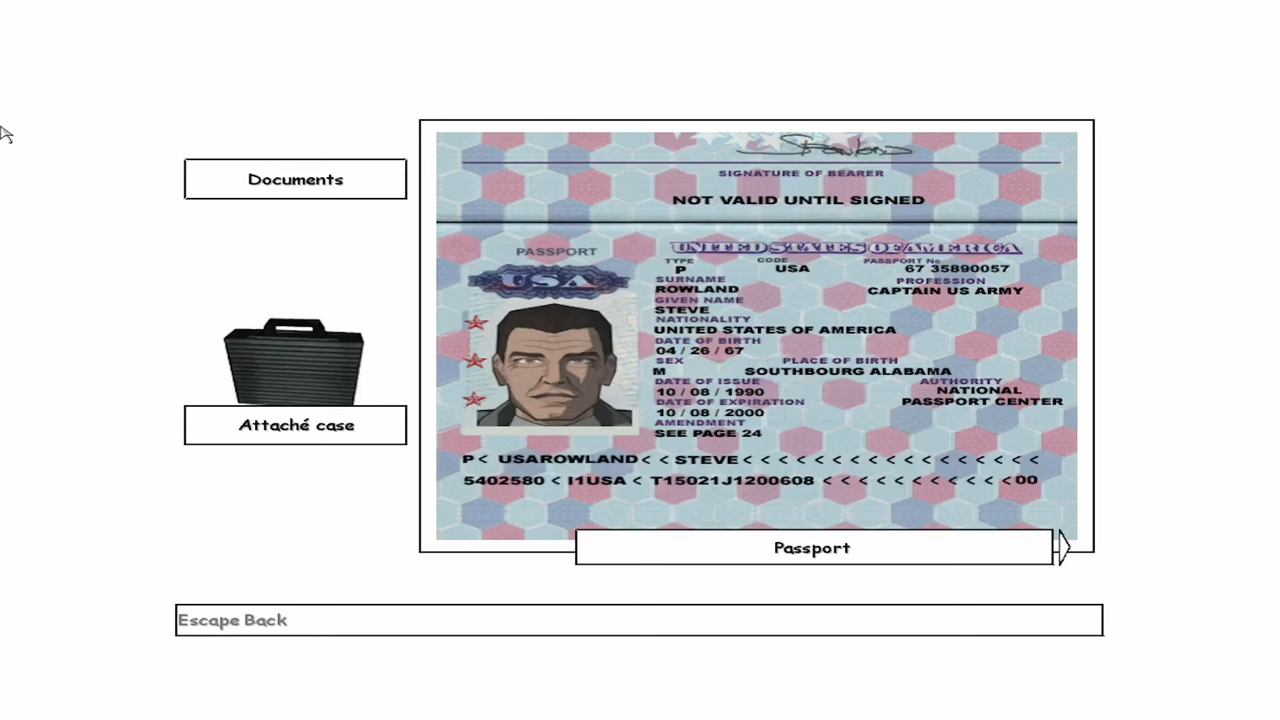 Documents
Attaché case
SRowland
SIGNATURE OF BEARER
NOT VALID UNTIL SIGNED
PASSPORT
USA
UNITED STATES OF AMERICA
TYPE CODE PASSPORT No
P USA 67 35890057
SURNAME PROFESSION
ROWLAND CAPTAIN US ARMY
GIVEN NAME
STEVE
NATIONALITY
UNITED STATES OF AMERICA
DATE OF BIRTH
04 / 26 / 67
SEX PLACE OF BIRTH
M SOUTHBOURG ALABAMA
DATE OF ISSUE AUTHORITY
10 / 08 / 1990 NATIONAL
DATE OF EXPIRATION PASSPORT CENTER
10 / 08 / 2000
AMENDMENT
SEE PAGE 24
P< USAROWLAND< < STEVE < < < < < < < < < < < < < < < < <
5402580 < I1USA < T15021J1200608 < < < < < < < < < < <00
Passport
Escape Back